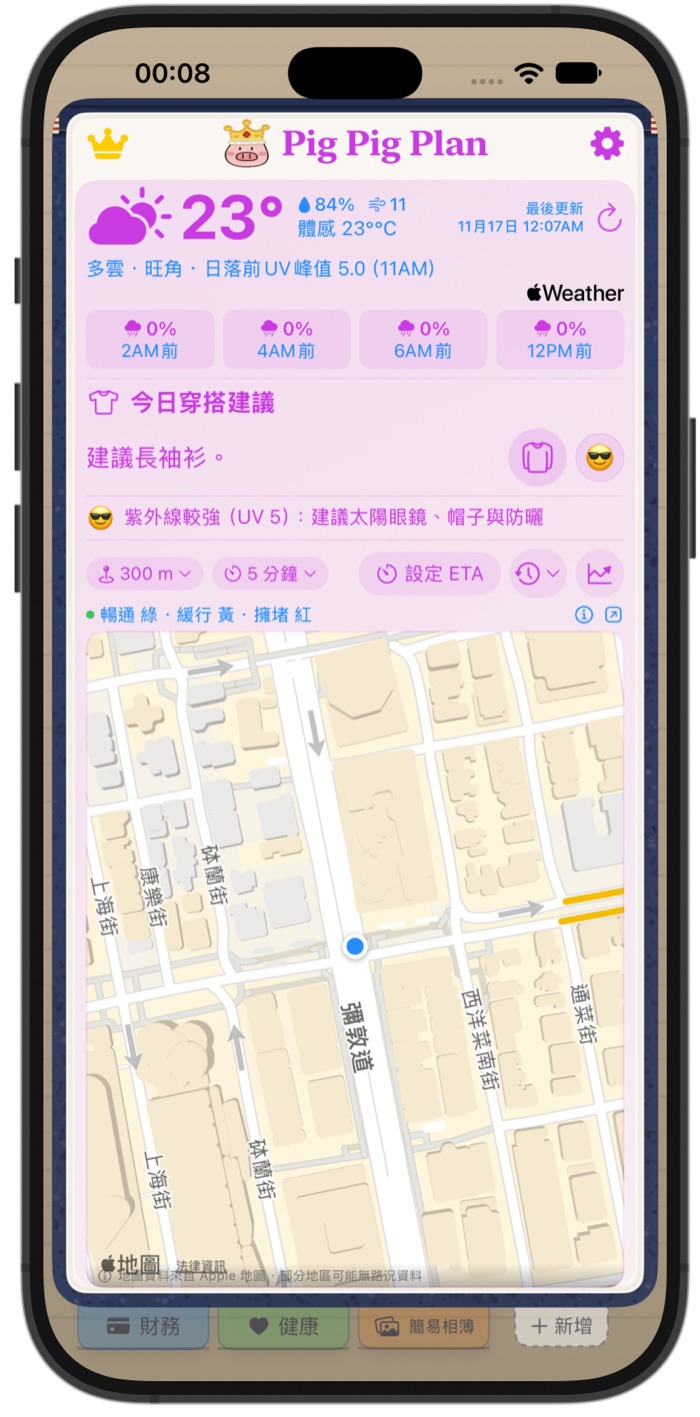 00:08
Pig Pig Plan
23°
84% 11
體感 23°°C
最後更新
11月17日 12:07AM
多雲 · 旺角 · 日落前 UV 峰值 5.0 (11AM)
Weather
0% 0% 0% 0%
2AM前 4AM前 6AM前 12PM前
今日穿搭建議
建議長袖衫。
紫外線較強（UV 5）：建議太陽眼鏡、帽子與防曬
300 m 5 分鐘 設定 ETA
暢通 綠 · 緩行 黃 · 擁堵 紅
砵蘭街
康樂街
上海街
彌敦道
西洋菜南街
通菜街
砵蘭街
上海街
地圖 法律資訊
地圖資料來自 Apple 地圖 · 部分地區可能無路況資料
財務 健康 簡易相簿 + 新增